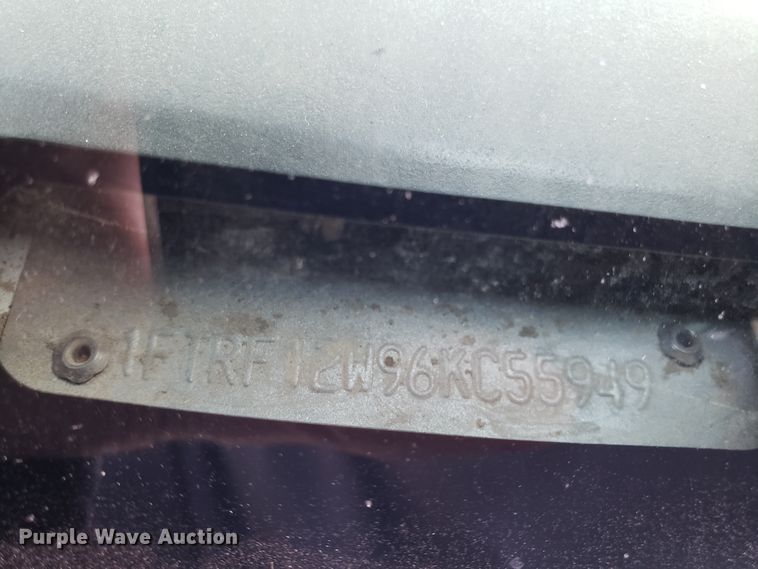 1FTRF12W96KC55949
Purple Wave Auction